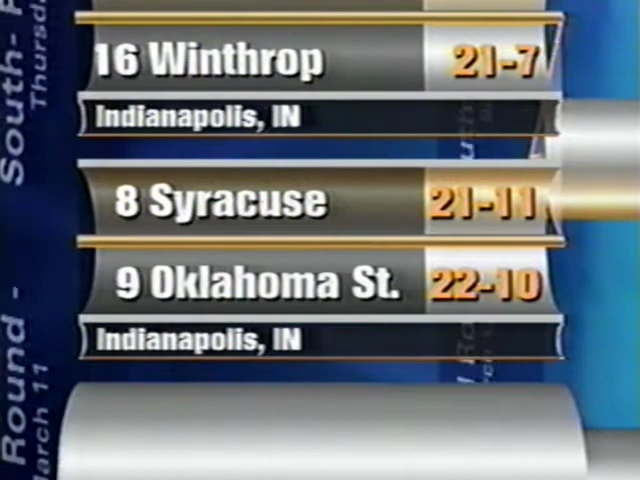 16 Winthrop 21-7
Indianapolis, IN
8 Syracuse 21-11
9 Oklahoma St. 22-10
Indianapolis, IN
South-
Thursda
Round -
March 11